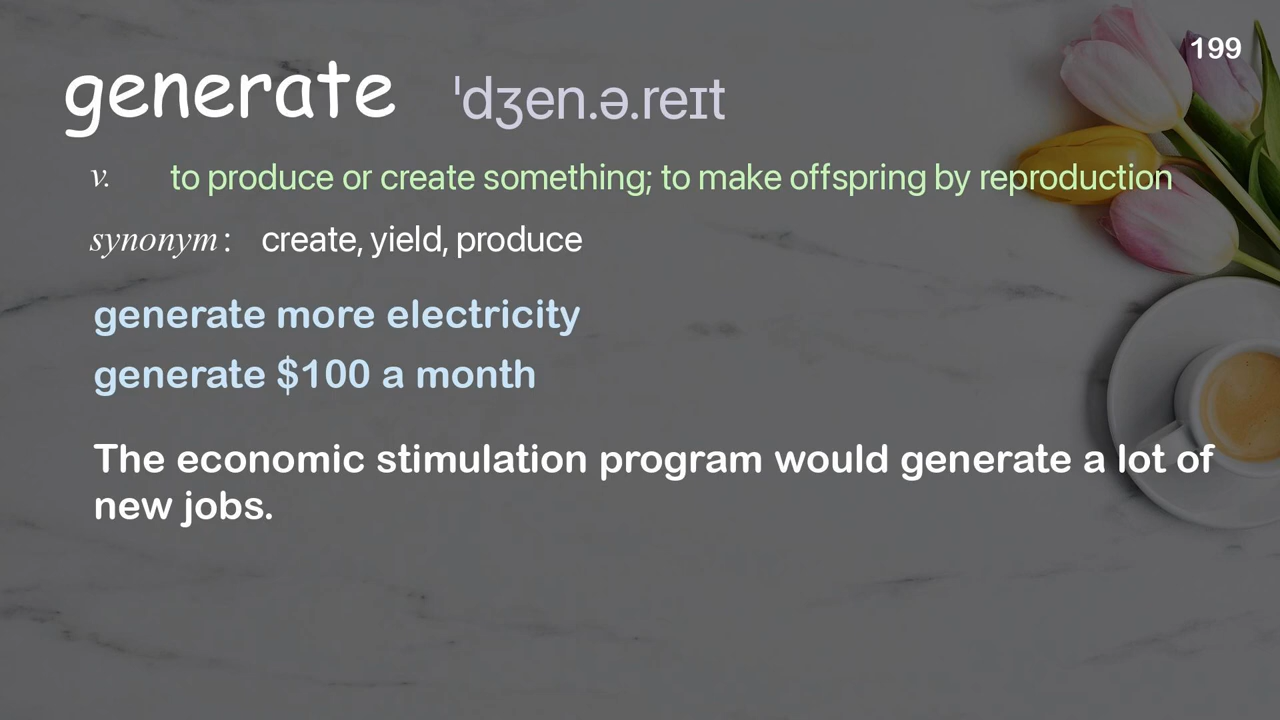 199
generate ˈdʒen.ə.reɪt
v. to produce or create something; to make offspring by reproduction
synonym : create, yield, produce
generate more electricity
generate $100 a month
The economic stimulation program would generate a lot of
new jobs.